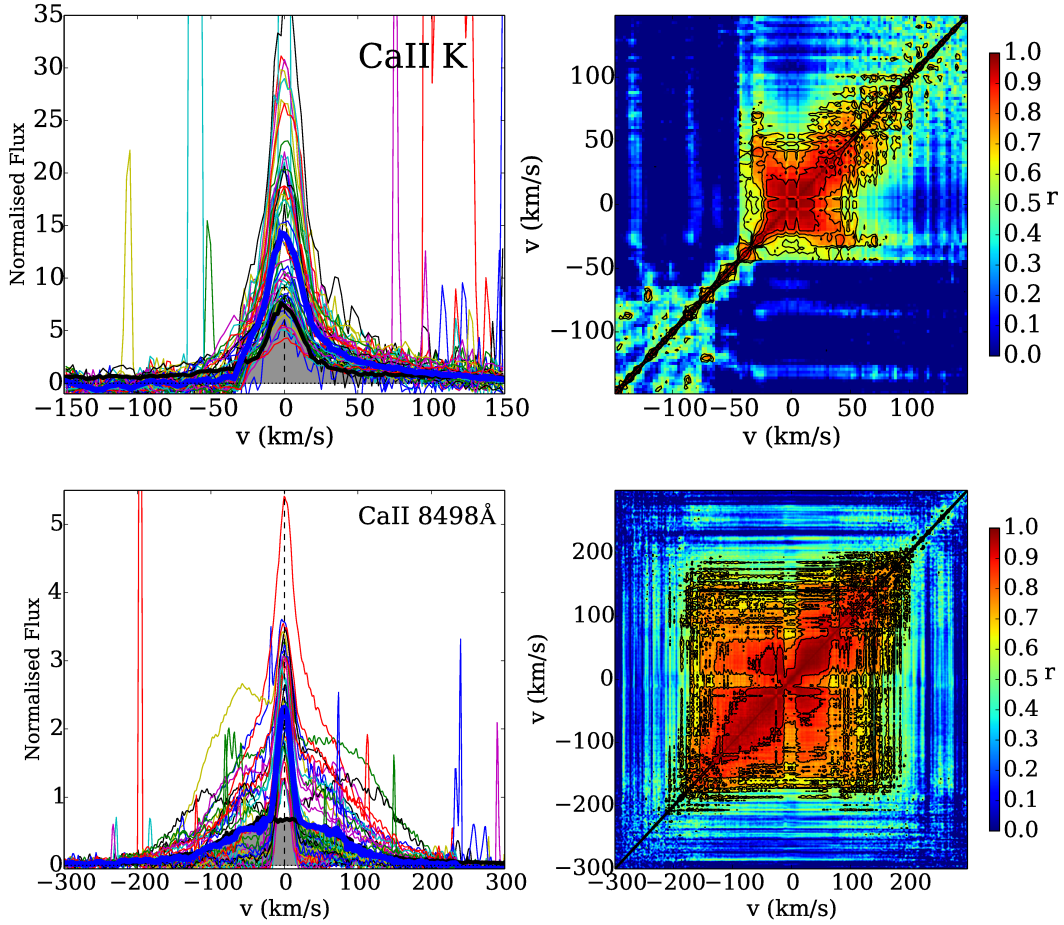 CaII K
Normalised Flux
35
30
25
20
15
10
5
0
−150 −100 −50 0 50 100 150
v (km/s)
v (km/s)
100
50
0
−50
−100
−100 −50 0 50 100
v (km/s)
1.0
0.9
0.8
0.7
0.6
0.5
0.4
0.3
0.2
0.1
0.0
r
CaII 8498Å
Normalised Flux
5
4
3
2
1
0
−300 −200 −100 0 100 200 300
v (km/s)
v (km/s)
200
100
0
−100
−200
−300
−300 −200 −100 0 100 200
v (km/s)
1.0
0.9
0.8
0.7
0.6
0.5
0.4
0.3
0.2
0.1
0.0
r